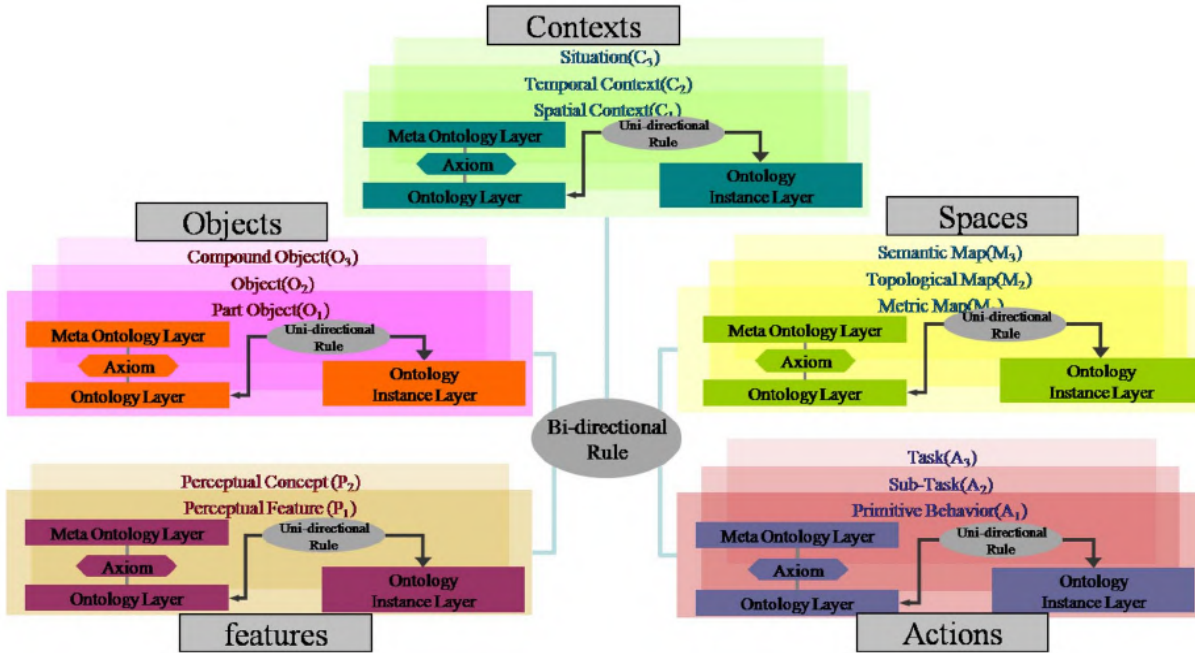 Contexts
Situation(C₃)
Temporal Context(C₂)
Spatial Context(C₁)
Meta Ontology Layer
Uni-directional
Rule
Axiom
Ontology Layer
Ontology
Instance Layer
Objects
Compound Object(O₃)
Object(O₂)
Part Object(O₁)
Meta Ontology Layer
Uni-directional
Rule
Axiom
Ontology Layer
Ontology
Instance Layer
Spaces
Semantic Map(M₃)
Topological Map(M₂)
Metric Map(M
Meta Ontology Layer
Uni-directional
Rule
Axiom
Ontology Layer
Ontology
Instance Layer
Bi-directional
Rule
Perceptual Concept (P₂)
Perceptual Feature (P₁)
Meta Ontology Layer
Uni-directional
Rule
Axiom
Ontology Layer
Ontology
Instance Layer
features
Task(A₃)
Sub-Task(A₂)
Primitive Behavior(A₁)
Meta Ontology Layer
Uni-directional
Rule
Axiom
Ontology Layer
Ontology
Instance Layer
Actions